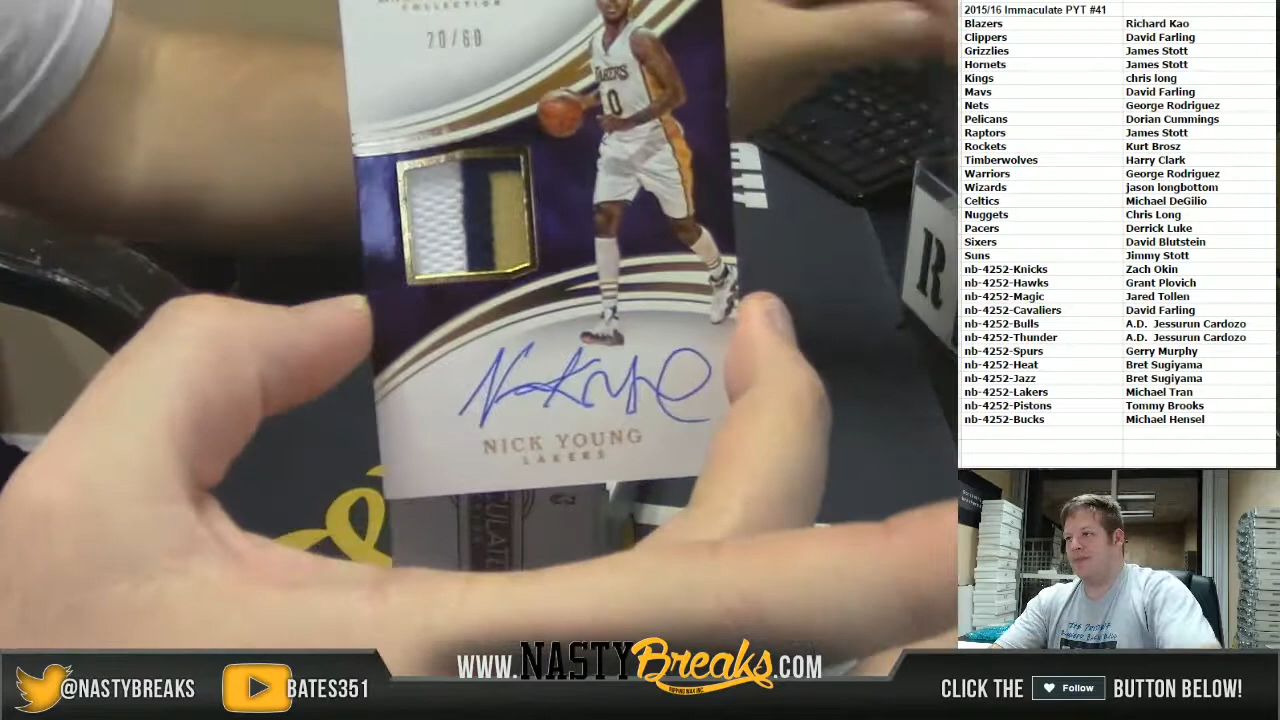 COLLECTION
20/60
LAKERS
0
NICK YOUNG
LAKERS
R
2015/16 Immaculate PYT #41
Blazers Richard Kao
Clippers David Farling
Grizzlies James Stott
Hornets James Stott
Kings chris long
Mavs David Farling
Nets George Rodriguez
Pelicans Dorian Cummings
Raptors James Stott
Rockets Kurt Brosz
Timberwolves Harry Clark
Warriors George Rodriguez
Wizards jason longbottom
Celtics Michael DeGilio
Nuggets Chris Long
Pacers Derrick Luke
Sixers David Blutstein
Suns Jimmy Stott
nb-4252-Knicks Zach Okin
nb-4252-Hawks Grant Plovich
nb-4252-Magic Jared Tollen
nb-4252-Cavaliers David Farling
nb-4252-Bulls A.D. Jessurun Cardozo
nb-4252-Thunder A.D. Jessurun Cardozo
nb-4252-Spurs Gerry Murphy
nb-4252-Heat Bret Sugiyama
nb-4252-Jazz Bret Sugiyama
nb-4252-Lakers Michael Tran
nb-4252-Pistons Tommy Brooks
nb-4252-Bucks Michael Hensel
@NASTYBREAKS
BATES351
WWW.NASTYBreaks.COM
RIPPING WAX INC.
CLICK THE Follow BUTTON BELOW!